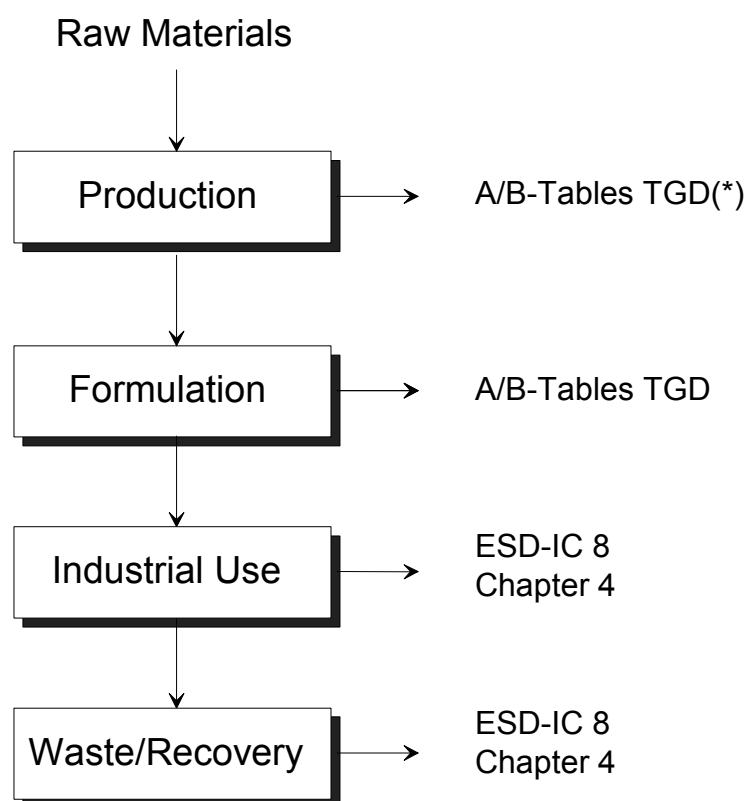 Raw Materials
Production
A/B-Tables TGD(*)
Formulation
A/B-Tables TGD
Industrial Use
ESD-IC 8
Chapter 4
Waste/Recovery
ESD-IC 8
Chapter 4